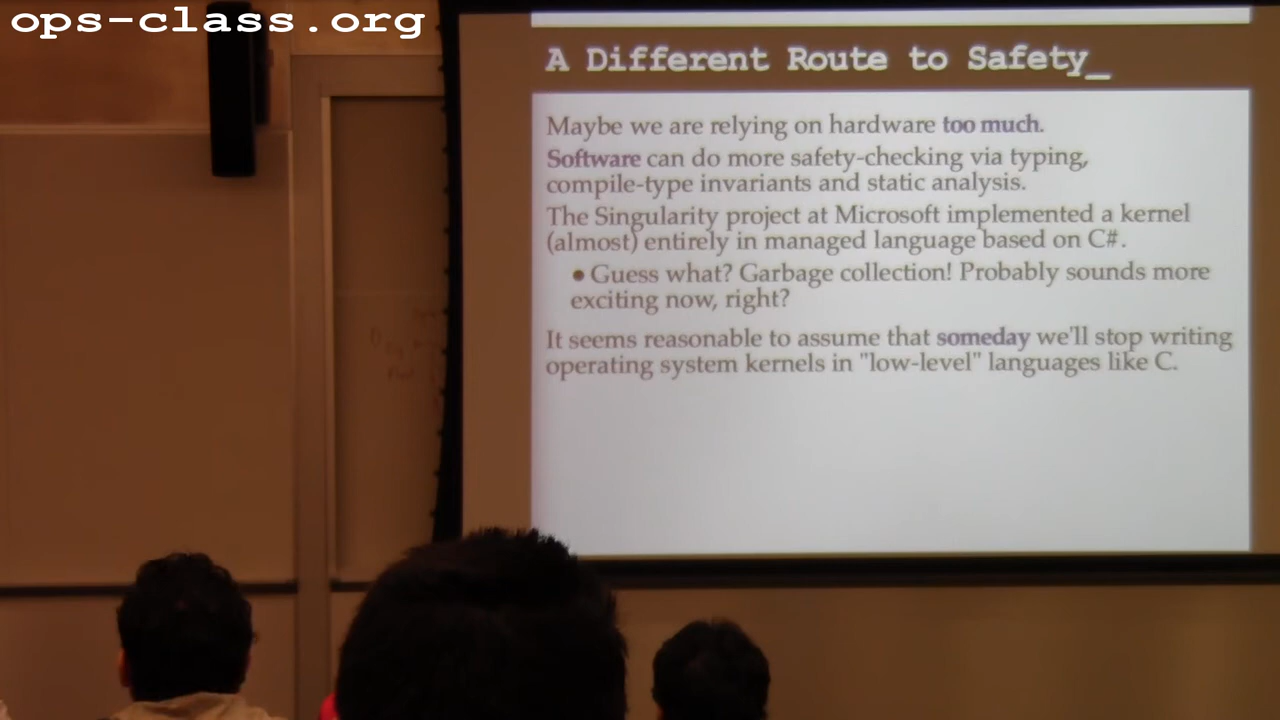 ops-class.org
A Different Route to Safety_
Maybe we are relying on hardware too much.
Software can do more safety-checking via typing,
compile-type invariants and static analysis.
The Singularity project at Microsoft implemented a kernel
(almost) entirely in managed language based on C#.
• Guess what? Garbage collection! Probably sounds more
exciting now, right?
It seems reasonable to assume that someday we'll stop writing
operating system kernels in "low-level" languages like C.